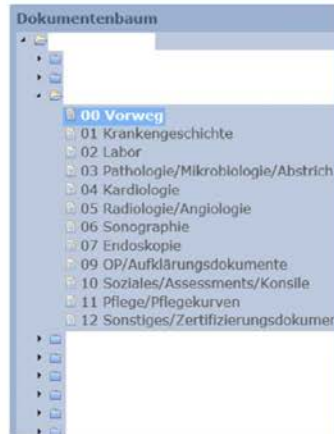 Dokumentenbaum
00 Vorweg
01 Krankengeschichte
02 Labor
03 Pathologie/Mikrobiologie/Abstrich
04 Kardiologie
05 Radiologie/Angiologie
06 Sonographie
07 Endoskopie
09 OP/Aufklärungsdokumente
10 Soziales/Assessments/Konsile
11 Pflege/Pflegekurven
12 Sonstiges/Zertifizierungsdokumen